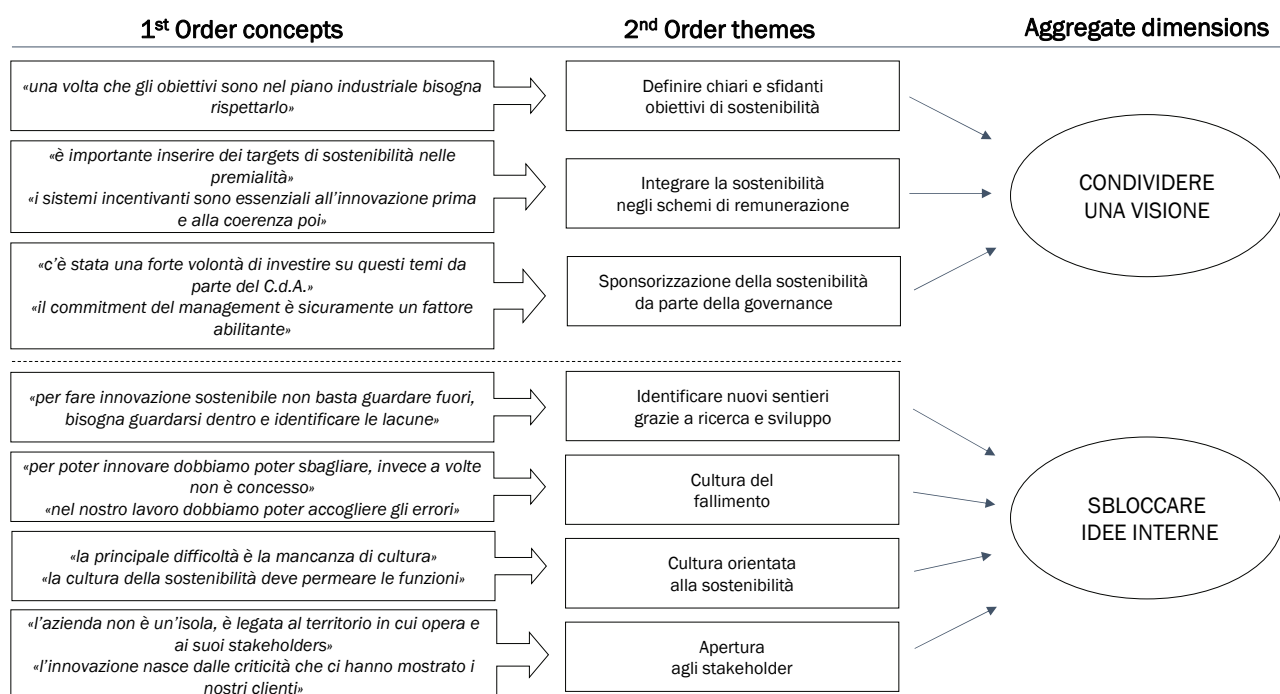 1st Order concepts
2nd Order themes
Aggregate dimensions
«una volta che gli obiettivi sono nel piano industriale bisogna
rispettarlo»
Definire chiari e sfidanti
obiettivi di sostenibilità
«è importante inserire dei targets di sostenibilità nelle
premialità»
«i sistemi incentivanti sono essenziali all'innovazione prima
e alla coerenza poi»
Integrare la sostenibilità
negli schemi di remunerazione
«c'è stata una forte volontà di investire su questi temi da
parte del C.d.A.»
«il commitment del management è sicuramente un fattore
abilitante»
Sponsorizzazione della sostenibilità
da parte della governance
CONDIVIDERE
UNA VISIONE
«per fare innovazione sostenibile non basta guardare fuori,
bisogna guardarsi dentro e identificare le lacune»
Identificare nuovi sentieri
grazie a ricerca e sviluppo
«per poter innovare dobbiamo poter sbagliare, invece a volte
non è concesso»
«nel nostro lavoro dobbiamo poter accogliere gli errori»
Cultura del
fallimento
«la principale difficoltà è la mancanza di cultura»
«la cultura della sostenibilità deve permeare le funzioni»
Cultura orientata
alla sostenibilità
«l'azienda non è un'isola, è legata al territorio in cui opera e
ai suoi stakeholders»
«l'innovazione nasce dalle criticità che ci hanno mostrato i
nostri clienti»
Apertura
agli stakeholder
SBLOCCARE
IDEE INTERNE